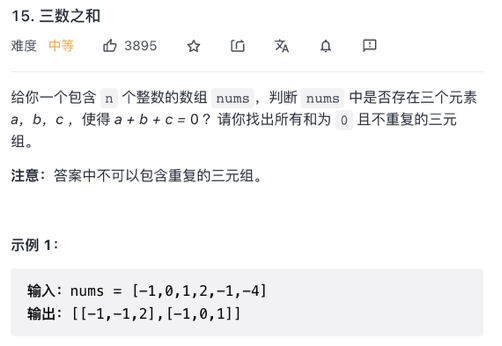 15. 三数之和
难度 中等 3895
给你一个包含 n 个整数的数组 nums，判断 nums 中是否存在三个元素
a，b，c ，使得 a + b + c = 0 ？请你找出所有和为 0 且不重复的三元
组。
注意：答案中不可以包含重复的三元组。
示例 1：
输入：nums = [-1,0,1,2,-1,-4]
输出：[[-1,-1,2],[-1,0,1]]